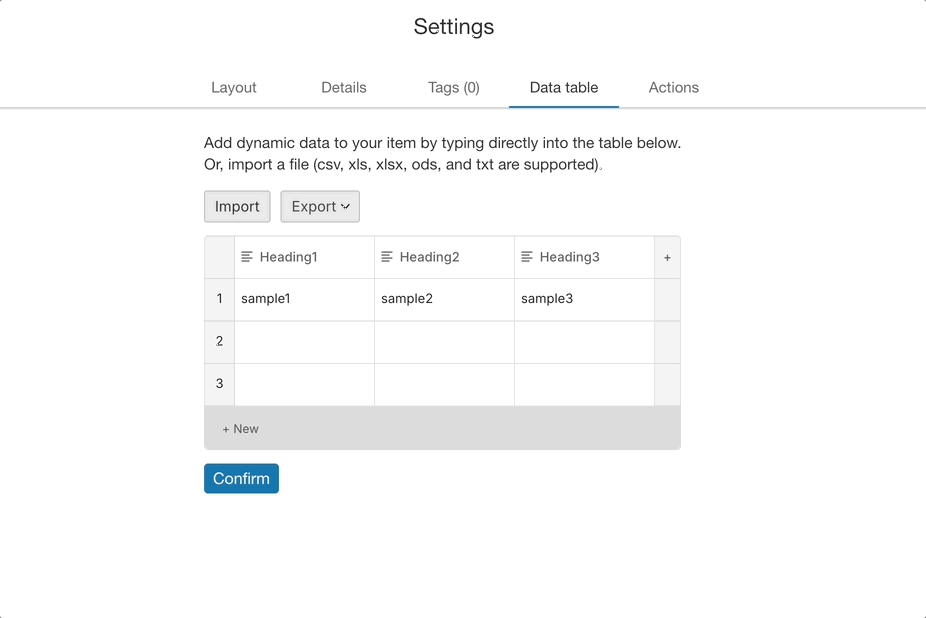 Settings
Layout Details Tags (0) Data table Actions
Add dynamic data to your item by typing directly into the table below.
Or, import a file (csv, xls, xlsx, ods, and txt are supported).
Import Export
Heading1 Heading2 Heading3 +
1 sample1 sample2 sample3
2
3
+ New
Confirm